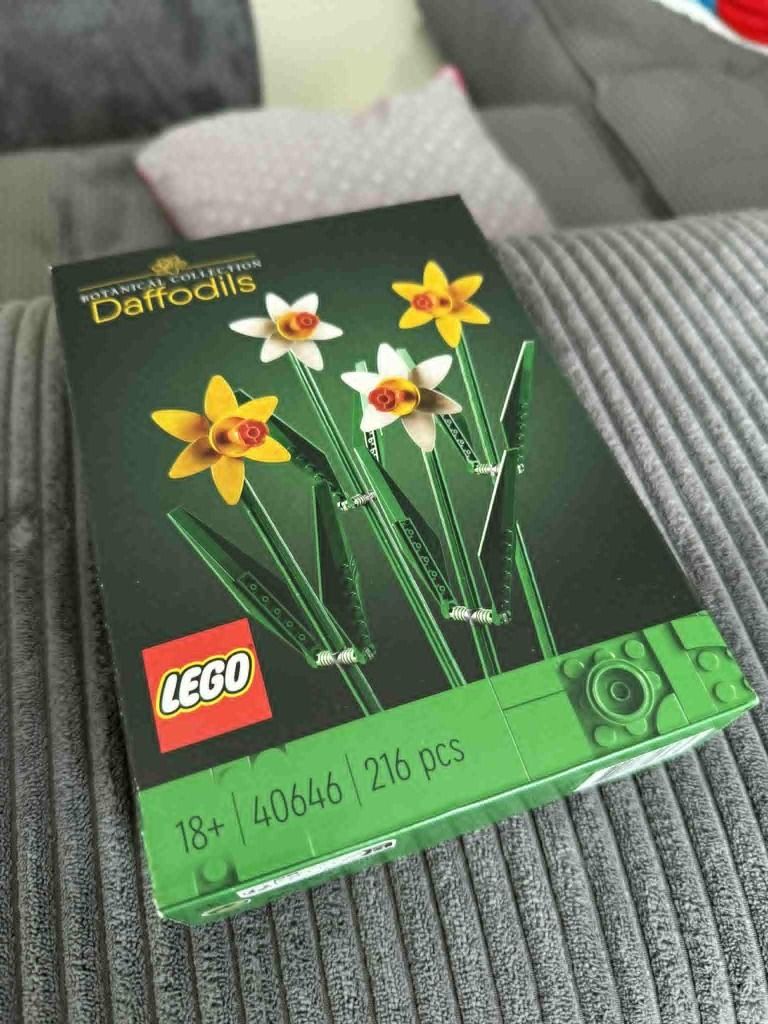 BOTANICAL COLLECTION
Daffodils
LEGO
18+ | 40646 | 216 pcs